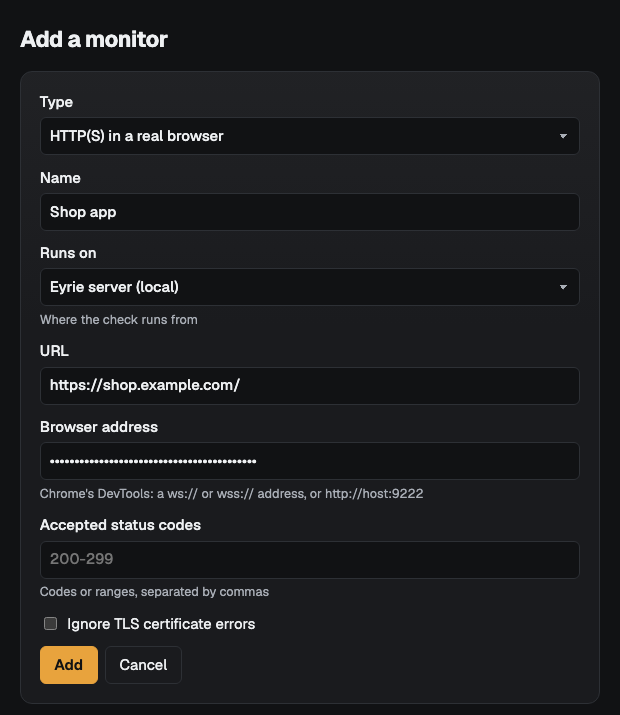 Add a monitor
Type
HTTP(S) in a real browser
Name
Shop app
Runs on
Eyrie server (local)
Where the check runs from
URL
https://shop.example.com/
Browser address
Chrome's DevTools: a ws:// or wss:// address, or http://host:9222
Accepted status codes
200-299
Codes or ranges, separated by commas
Ignore TLS certificate errors
Add
Cancel